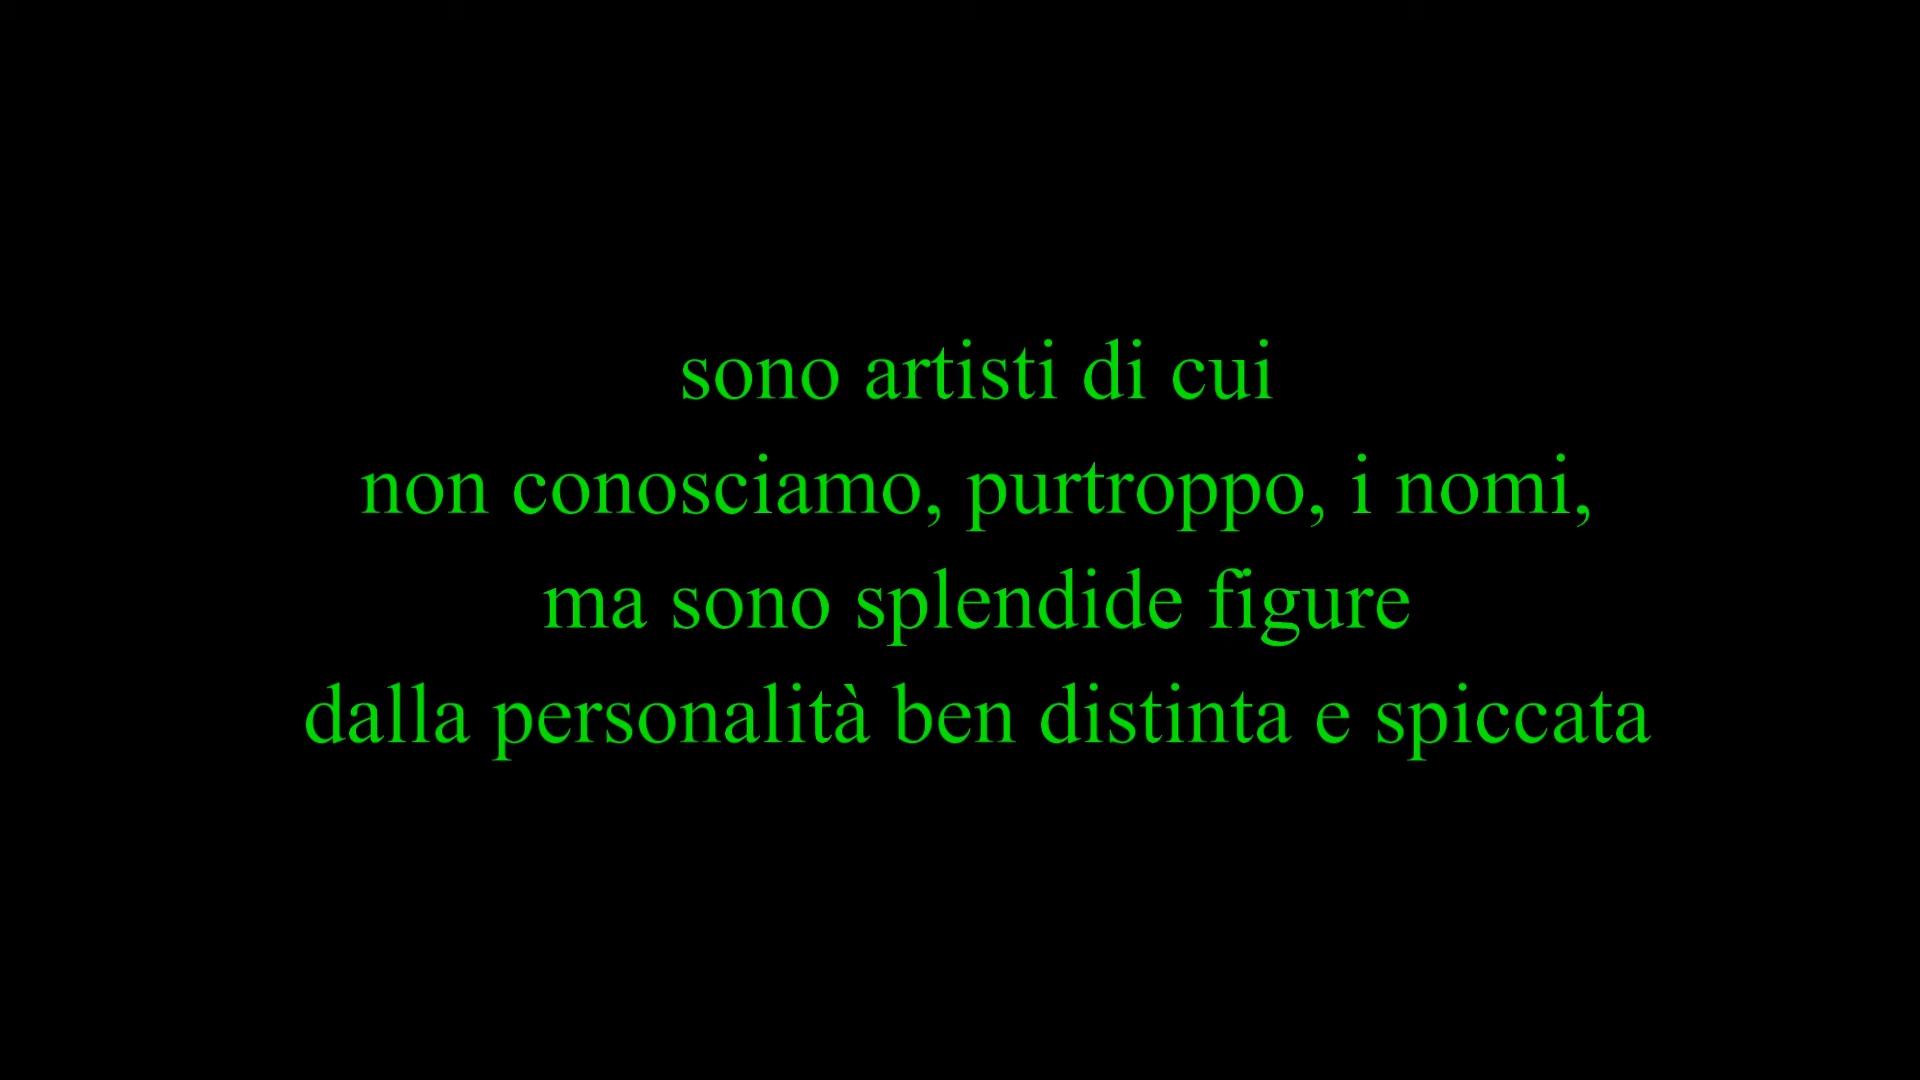 sono artisti di cui
non conosciamo, purtroppo, i nomi,
ma sono splendide figure
dalla personalità ben distinta e spiccata